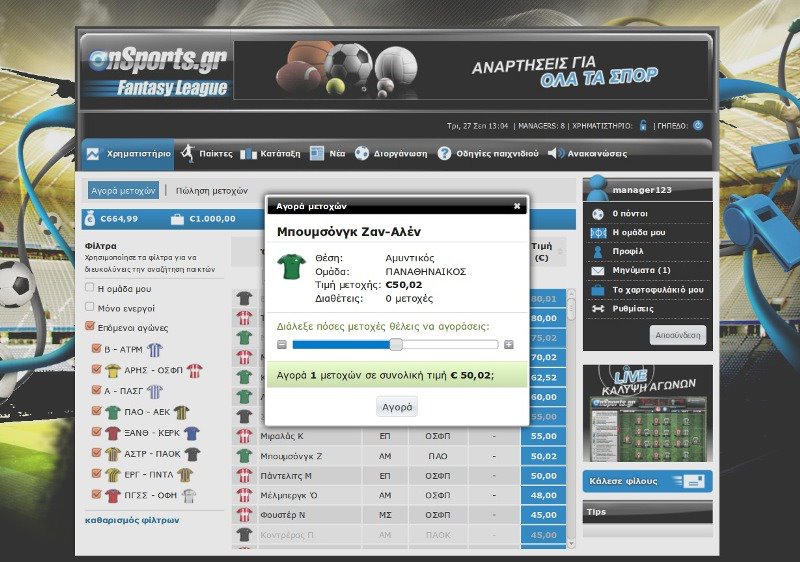 onSports.gr
Fantasy League
ΑΝΑΡΤΗΣΕΙΣ ΓΙΑ
ΟΛΑ ΤΑ ΣΠΟΡ
Τρι, 27 Σεπ 13:04 | MANAGERS: 8 | ΧΡΗΜΑΤΙΣΤΗΡΙΟ: | ΓΗΠΕΔΟ:
Χρηματιστήριο Παίκτες Κατάταξη Νέα Διοργάνωση Οδηγίες παιχνιδιού Ανακοινώσεις
Αγορά μετοχών | Πώληση μετοχών
€664,99 €1.000,00
Φίλτρα
Χρησιμοποίησε τα φίλτρα για να
διευκολύνεις την αναζήτηση παικτών
Η ομάδα μου
Μόνο ενεργοί
Επόμενοι αγώνες
Β - ΑΤΡΜ
ΑΡΗΣ - ΟΣΦΠ
Α - ΠΑΣΓ
ΠΑΟ - ΑΕΚ
ΞΑΝΘ - ΚΕΡΚ
ΑΣΤΡ - ΠΑΟΚ
ΕΡΓ - ΠΝΤΛ
ΠΓΣΣ - ΟΦΗ
καθαρισμός φίλτρων
Αγορά μετοχών
Μπουμσόνγκ Ζαν-Αλέν
Θέση: Αμυντικός
Ομάδα: ΠΑΝΑΘΗΝΑΙΚΟΣ
Τιμή μετοχής: €50,02
Διαθέτεις: 0 μετοχές
Διάλεξε πόσες μετοχές θέλεις να αγοράσεις:
Αγορά 1 μετοχών σε συνολική τιμή € 50,02;
Αγορά
Τιμή
(€)
80,01
80,00
75,02
70,02
62,52
60,00
55,00
Μιραλάς Κ ΕΠ ΟΣΦΠ - 55,00
Μπουμσόνγκ Ζ ΑΜ ΠΑΟ - 50,02
Πάντελιτς Μ ΕΠ ΟΣΦΠ - 50,00
Μέλμπεργκ Ό ΑΜ ΟΣΦΠ - 48,00
Φουστέρ Ν ΜΣ ΟΣΦΠ - 45,00
Κοντρέρας Π ΑΜ ΠΑΟΚ - 45,00
manager123
0 πόντοι
Η ομάδα μου
Προφίλ
Μηνύματα (1)
Το χαρτοφυλάκιό μου
Ρυθμίσεις
Αποσύνδεση
LIVE
ΚΑΛΥΨΗ ΑΓΩΝΩΝ
Κάλεσε φίλους
Tips